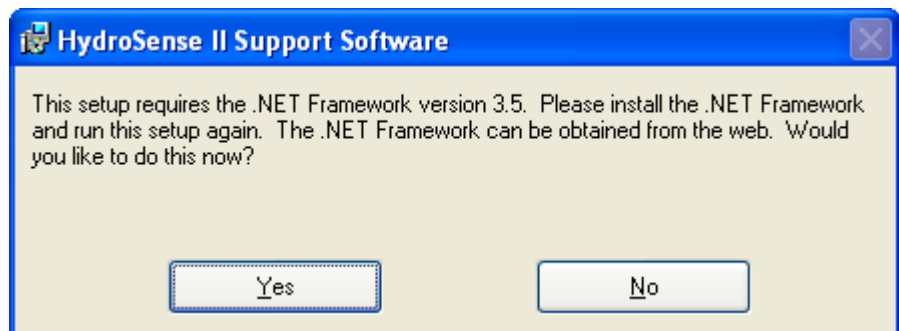 HydroSense II Support Software
This setup requires the .NET Framework version 3.5. Please install the .NET Framework
and run this setup again. The .NET Framework can be obtained from the web. Would
you like to do this now?
Yes No